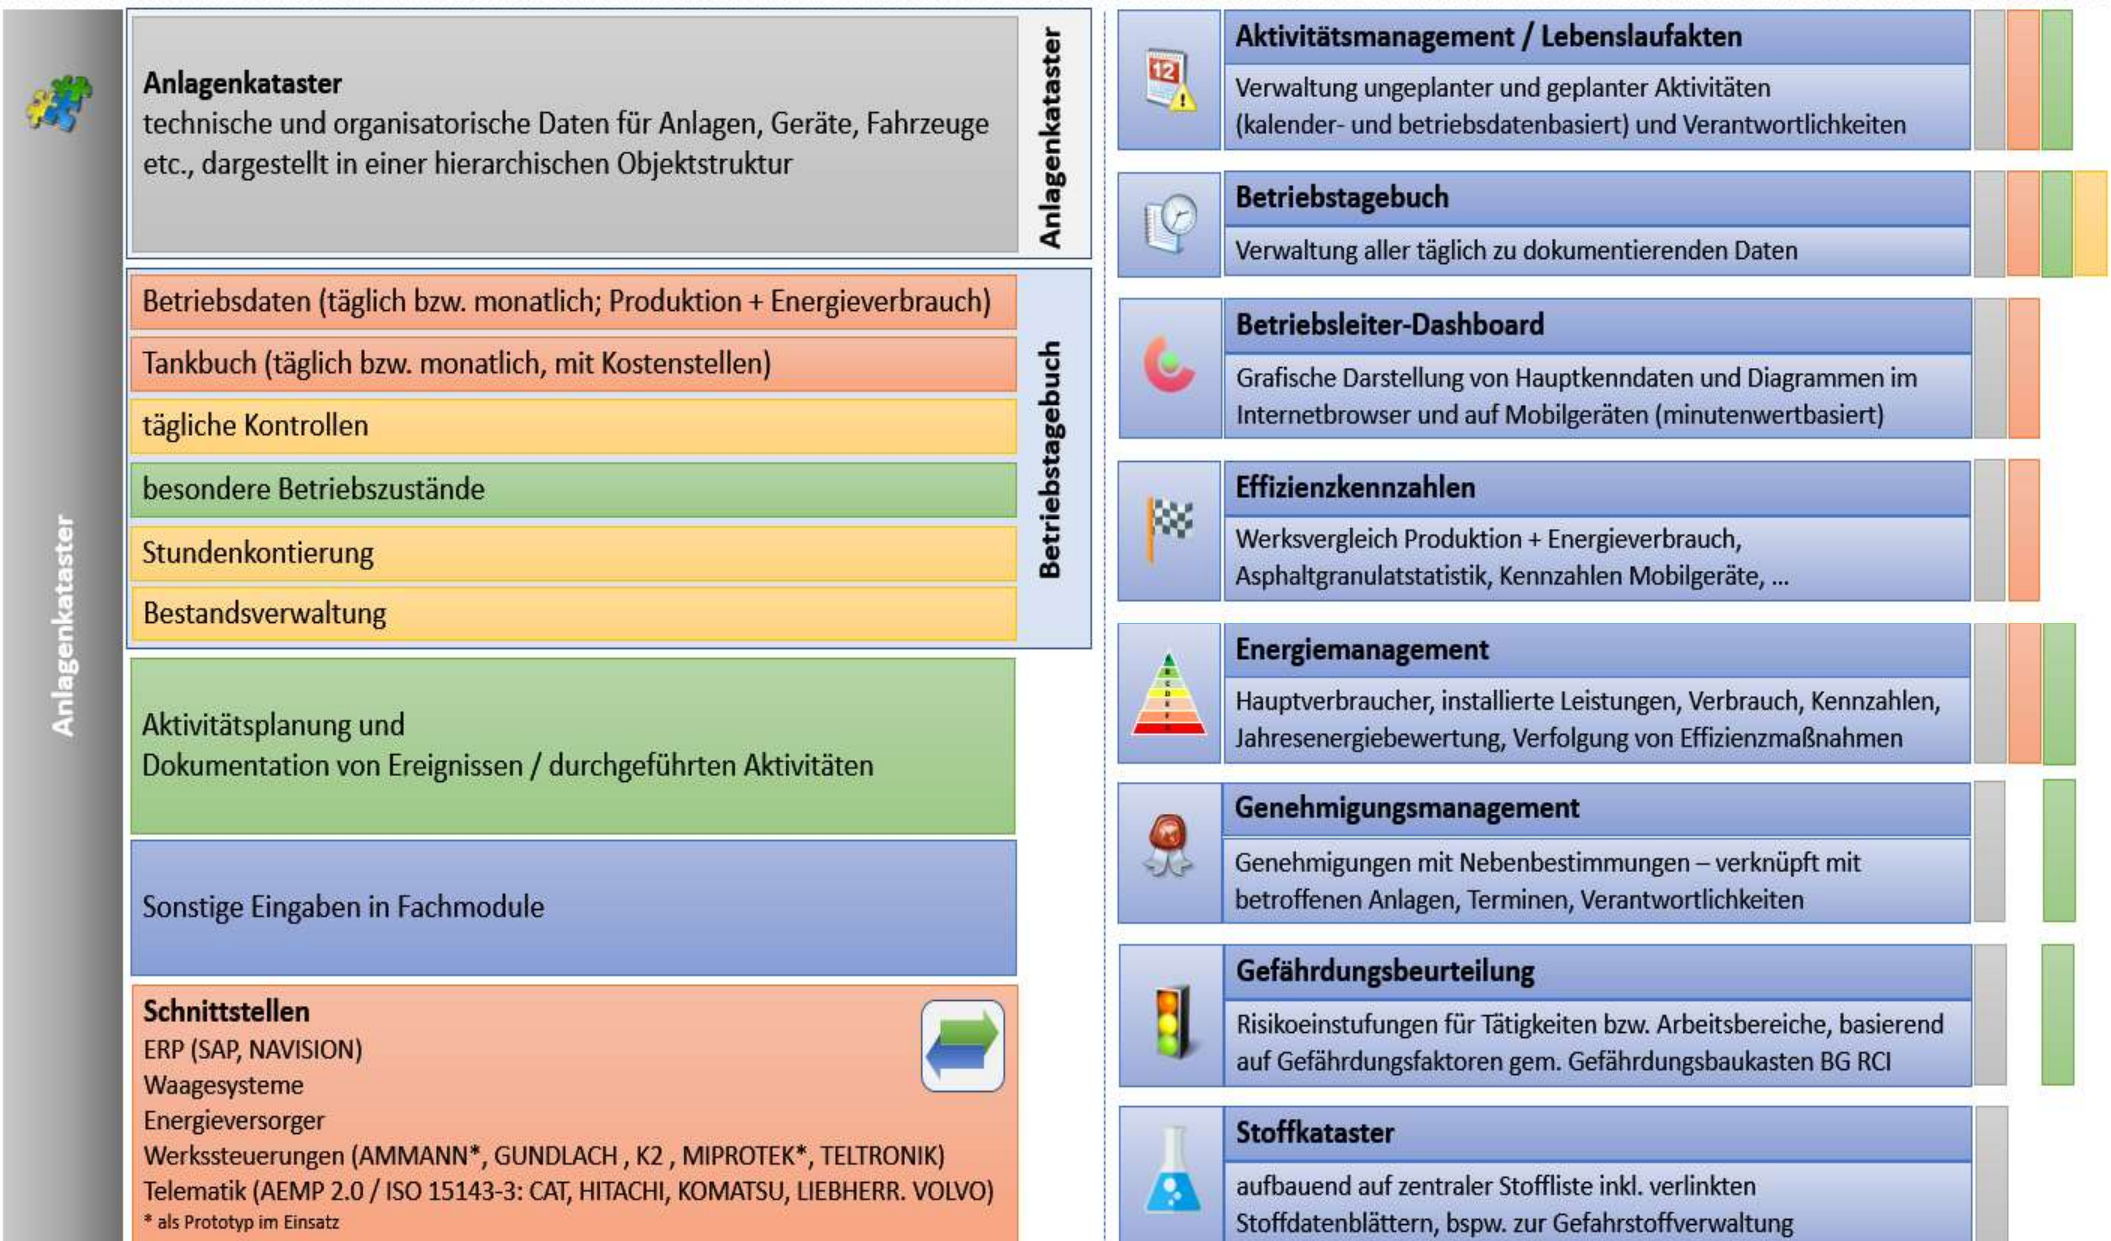 Anlagenkataster
Anlagenkataster
technische und organisatorische Daten für Anlagen, Geräte, Fahrzeuge
etc., dargestellt in einer hierarchischen Objektstruktur
Anlagenkataster
Betriebsdaten (täglich bzw. monatlich; Produktion + Energieverbrauch)
Tankbuch (täglich bzw. monatlich, mit Kostenstellen)
tägliche Kontrollen
besondere Betriebszustände
Stundenkontierung
Bestandsverwaltung
Betriebstagebuch
Aktivitätsplanung und
Dokumentation von Ereignissen / durchgeführten Aktivitäten
Sonstige Eingaben in Fachmodule
Schnittstellen
ERP (SAP, NAVISION)
Waagesysteme
Energieversorger
Werkssteuerungen (AMMANN*, GUNDLACH , K2 , MIPROTEK*, TELTRONIK)
Telematik (AEMP 2.0 / ISO 15143-3: CAT, HITACHI, KOMATSU, LIEBHERR. VOLVO)
* als Prototyp im Einsatz
12
Aktivitätsmanagement / Lebenslaufakten
Verwaltung ungeplanter und geplanter Aktivitäten
(kalender- und betriebsdatenbasiert) und Verantwortlichkeiten
Betriebstagebuch
Verwaltung aller täglich zu dokumentierenden Daten
Betriebsleiter-Dashboard
Grafische Darstellung von Hauptkenndaten und Diagrammen im
Internetbrowser und auf Mobilgeräten (minutenwertbasiert)
Effizienzkennzahlen
Werksvergleich Produktion + Energieverbrauch,
Asphaltgranulatstatistik, Kennzahlen Mobilgeräte, ...
Energiemanagement
Hauptverbraucher, installierte Leistungen, Verbrauch, Kennzahlen,
Jahresenergiebewertung, Verfolgung von Effizienzmaßnahmen
Genehmigungsmanagement
Genehmigungen mit Nebenbestimmungen – verknüpft mit
betroffenen Anlagen, Terminen, Verantwortlichkeiten
Gefährdungsbeurteilung
Risikoeinstufungen für Tätigkeiten bzw. Arbeitsbereiche, basierend
auf Gefährdungsfaktoren gem. Gefährdungsbaukasten BG RCI
Stoffkataster
aufbauend auf zentraler Stoffliste inkl. verlinkten
Stoffdatenblättern, bspw. zur Gefahrstoffverwaltung